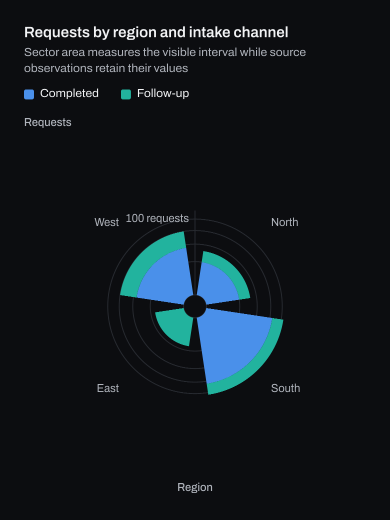 Requests by region and intake channel
Sector area measures the visible interval while source
observations retain their values
Completed
Follow-up
Requests
100 requests
West
North
East
South
Region